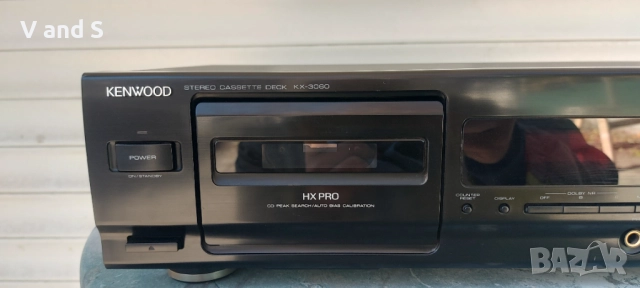 V and S
KENWOOD
STEREO CASSETTE DECK KX-3080
POWER
ON/STANDBY
HX PRO
CD PEAK SEARCH/AUTO BIAS CALIBRATION
COUNTER RESET
DISPLAY
DOLBY NR
OFF B
BAZAR
bg